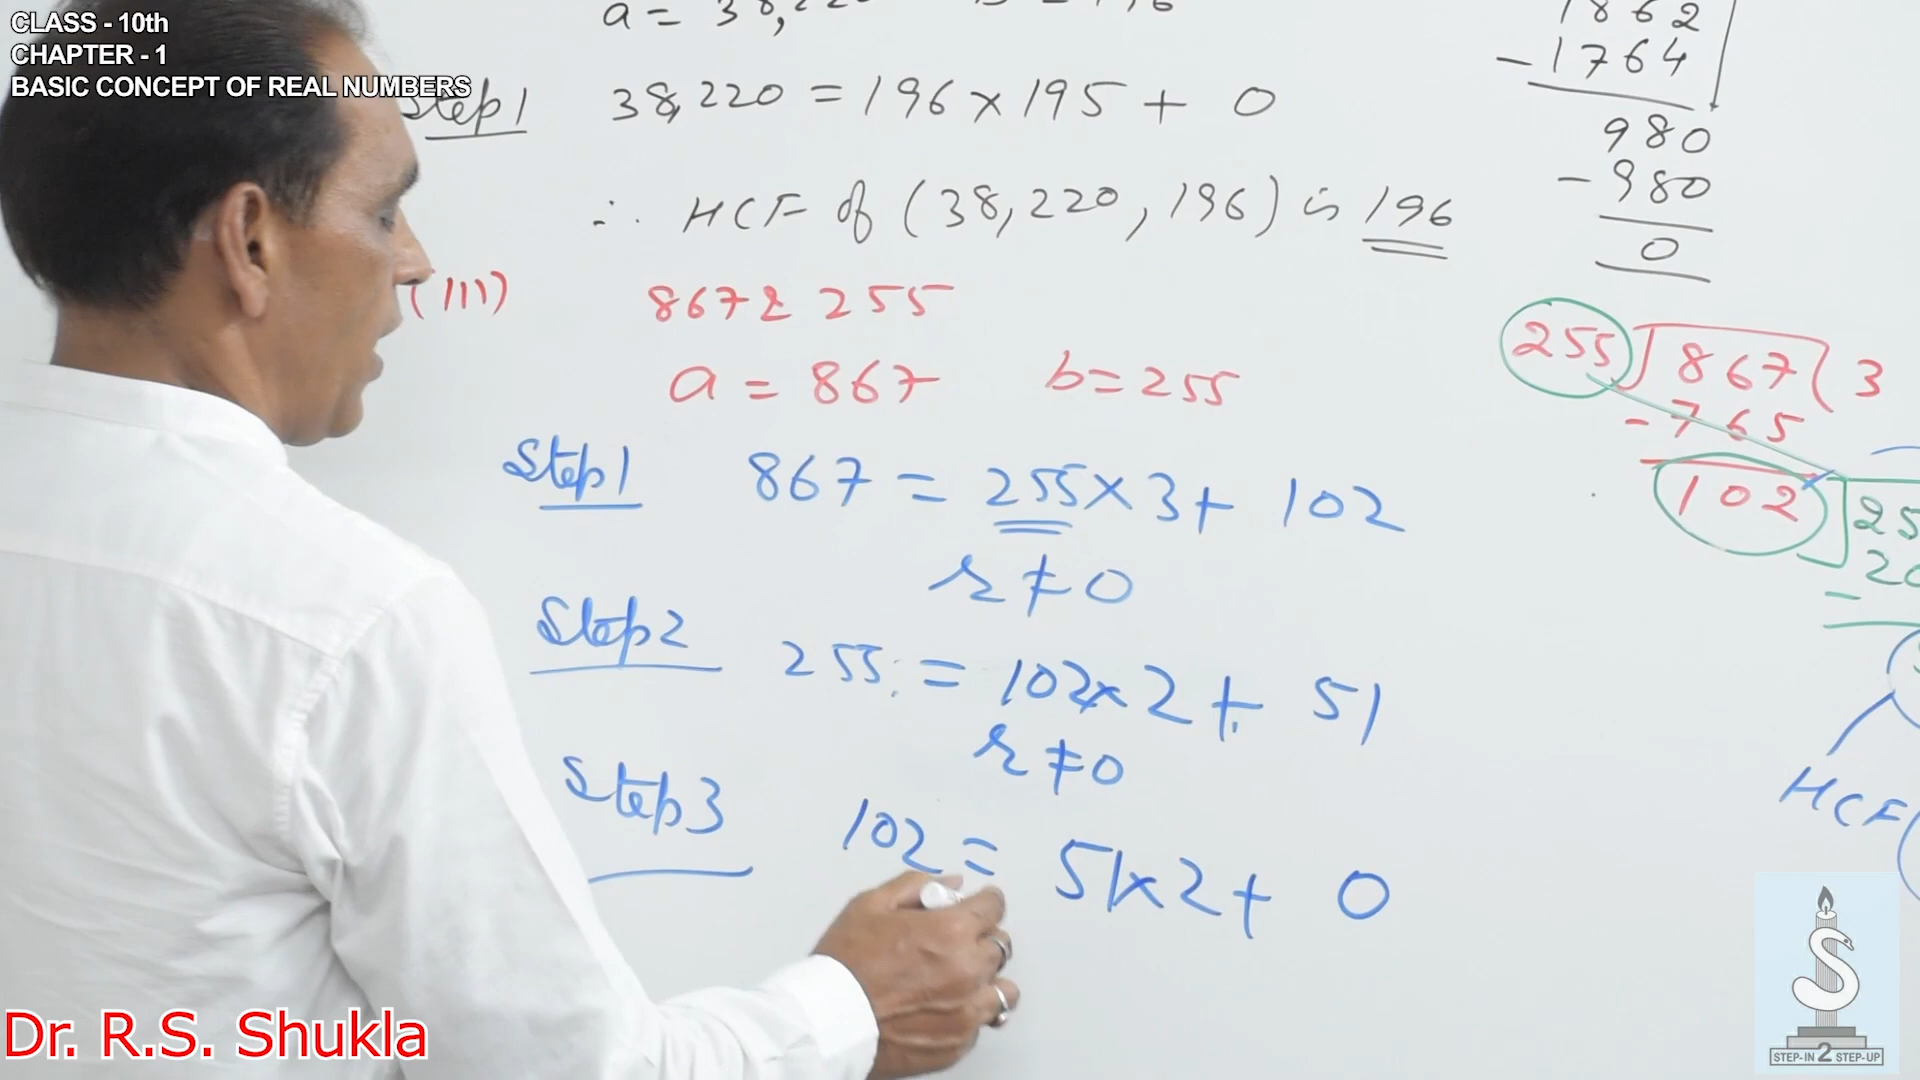 CLASS - 10th
CHAPTER - 1
BASIC CONCEPT OF REAL NUMBERS
Step1 38,220 = 196 × 195 + 0
∴ HCF of (38,220, 196) is 196
(III) 867 & 255
a = 867 b = 255
Step1 867 = 255 × 3 + 102
r ≠ 0
Step2 255 = 102 × 2 + 51
r ≠ 0
Step3 102 = 51 × 2 + 0
1862
- 1764
980
- 980
0
255 867 3
- 765
102
HCF
Dr. R.S. Shukla
S
STEP-IN 2 STEP-UP